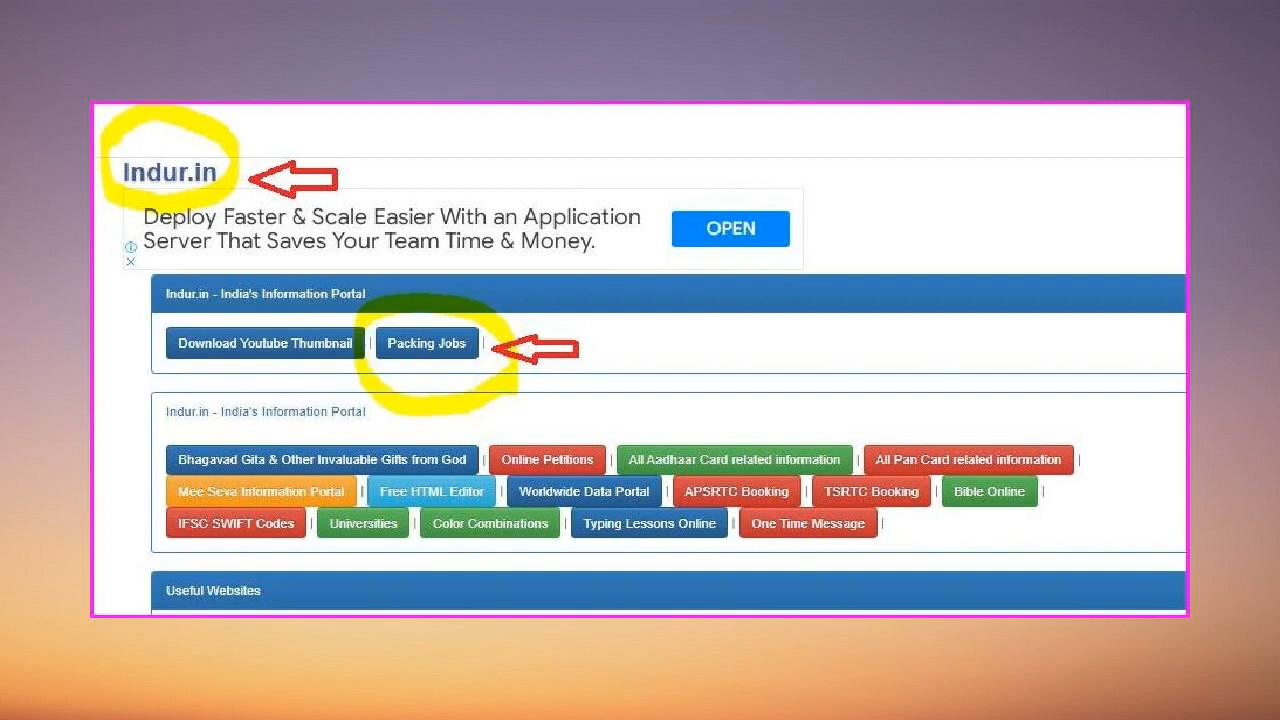 Indur.in
Deploy Faster & Scale Easier With an Application
Server That Saves Your Team Time & Money.
OPEN
Indur.in - India's Information Portal
Download Youtube Thumbnail | Packing Jobs |
Indur.in - India's Information Portal
Bhagavad Gita & Other Invaluable Gifts from God | Online Petitions | All Aadhaar Card related information | All Pan Card related information |
Mee Seva Information Portal | Free HTML Editor | Worldwide Data Portal | APSRTC Booking | TSRTC Booking | Bible Online |
IFSC SWIFT Codes | Universities | Color Combinations | Typing Lessons Online | One Time Message |
Useful Websites